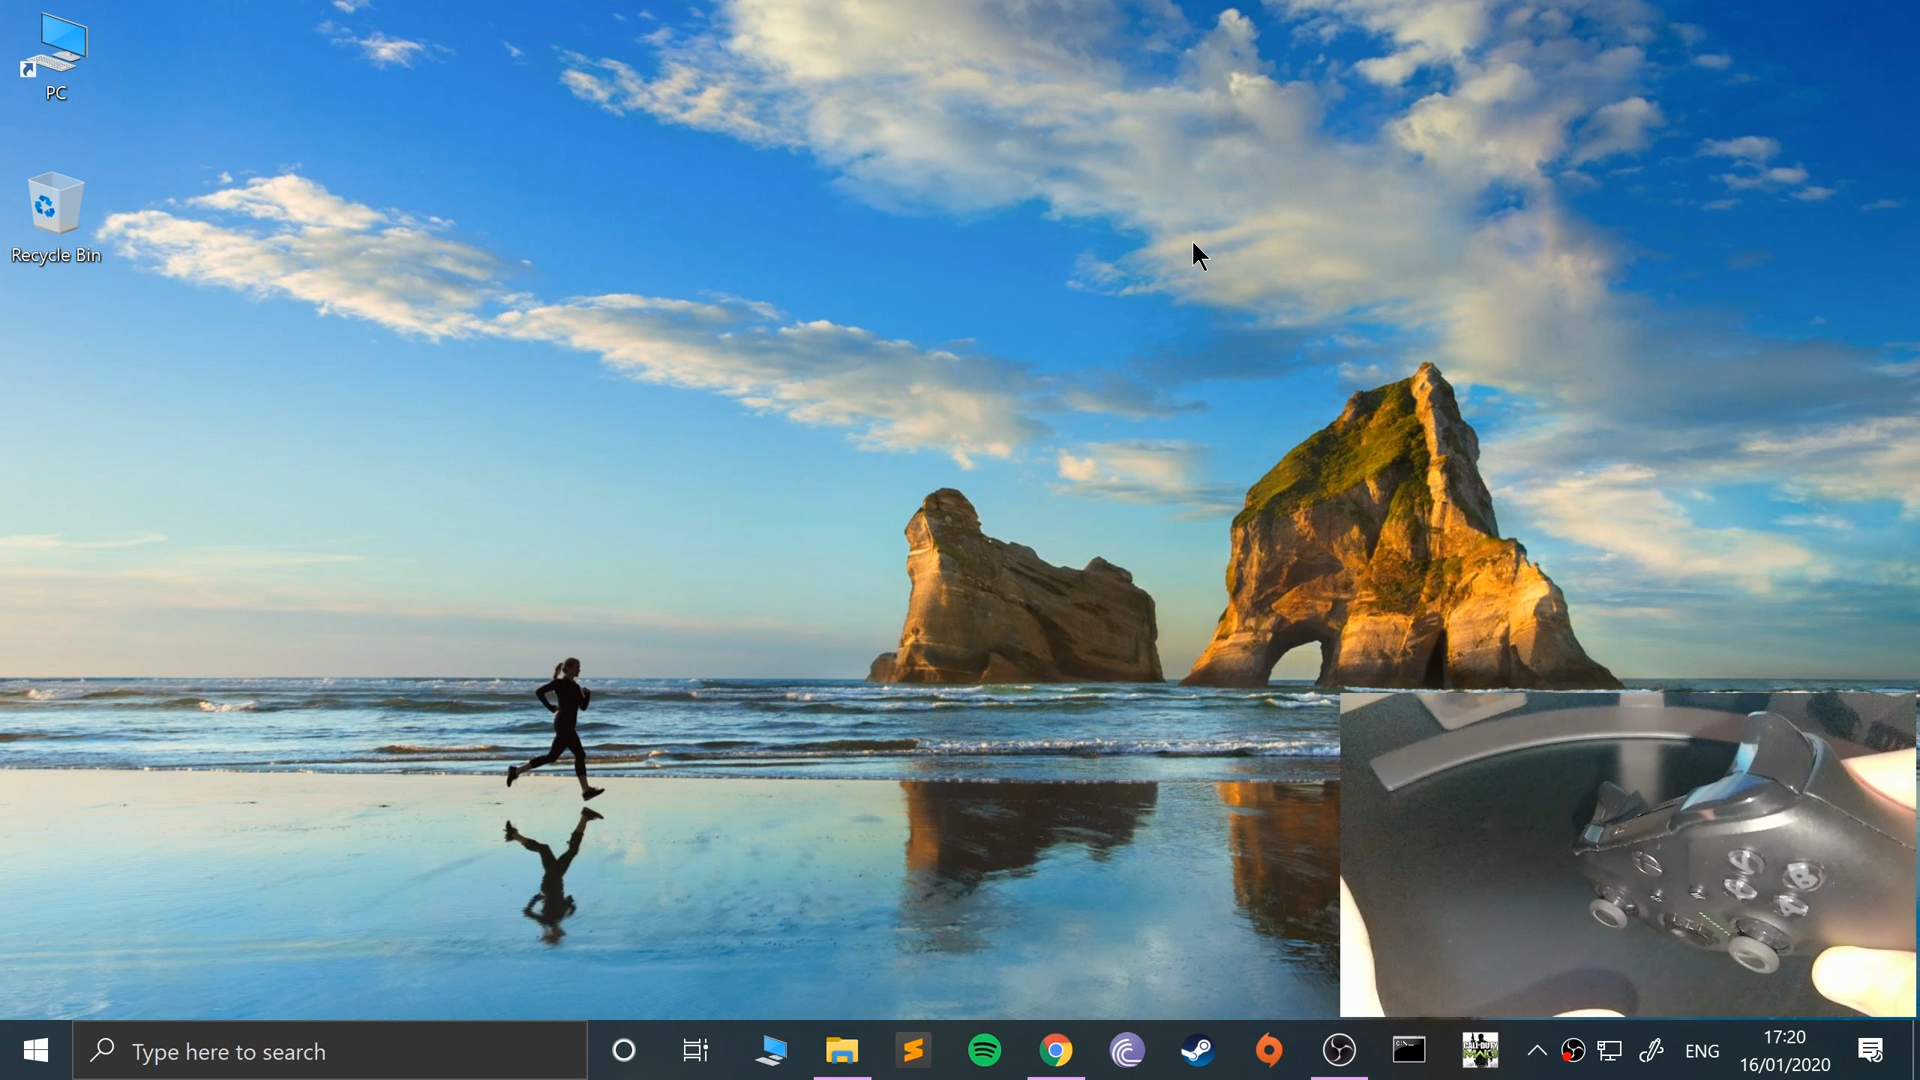 PC
Recycle Bin
Type here to search
ENG
17:20
16/01/2020